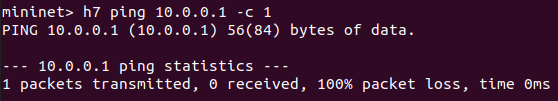 mininet> h7 ping 10.0.0.1 -c 1
PING 10.0.0.1 (10.0.0.1) 56(84) bytes of data.
--- 10.0.0.1 ping statistics ---
1 packets transmitted, 0 received, 100% packet loss, time 0ms